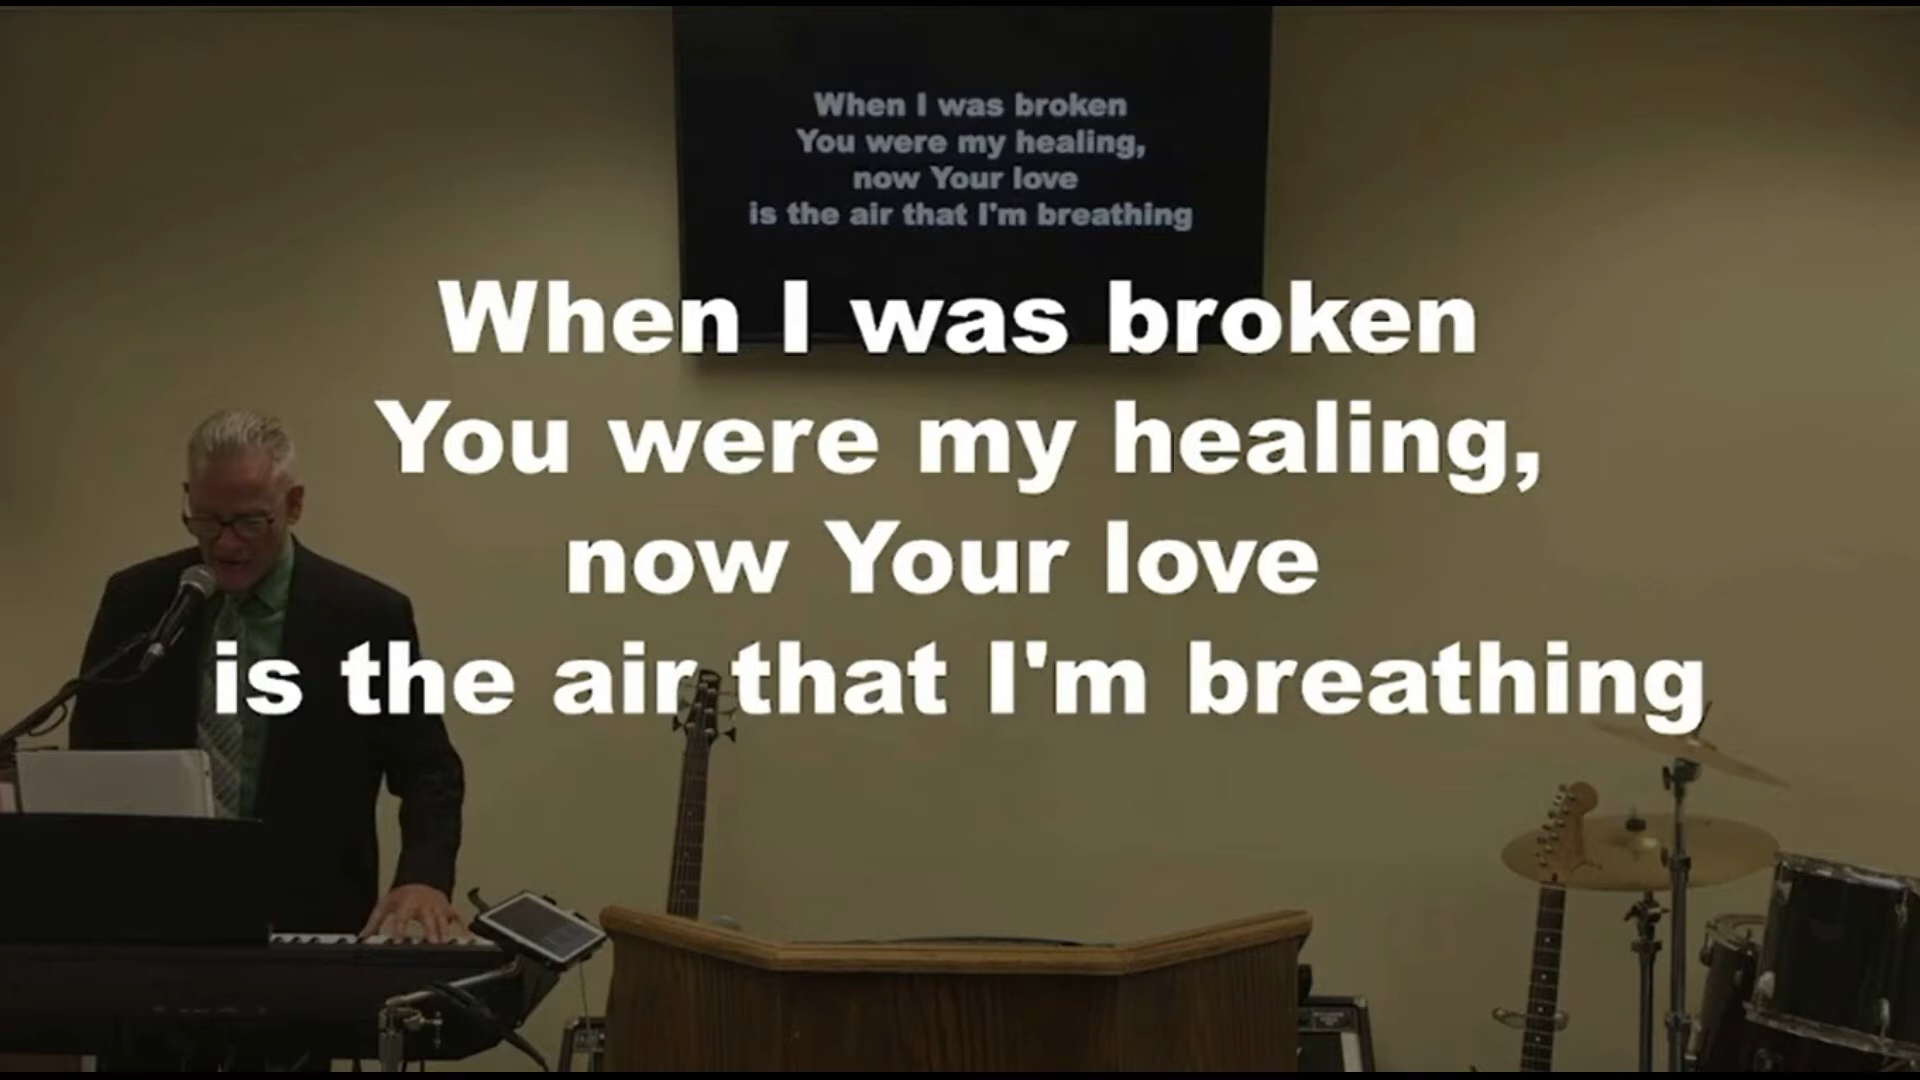 When I was broken
You were my healing,
now Your love
is the air that I'm breathing
When I was broken
You were my healing,
now Your love
is the air that I'm breathing